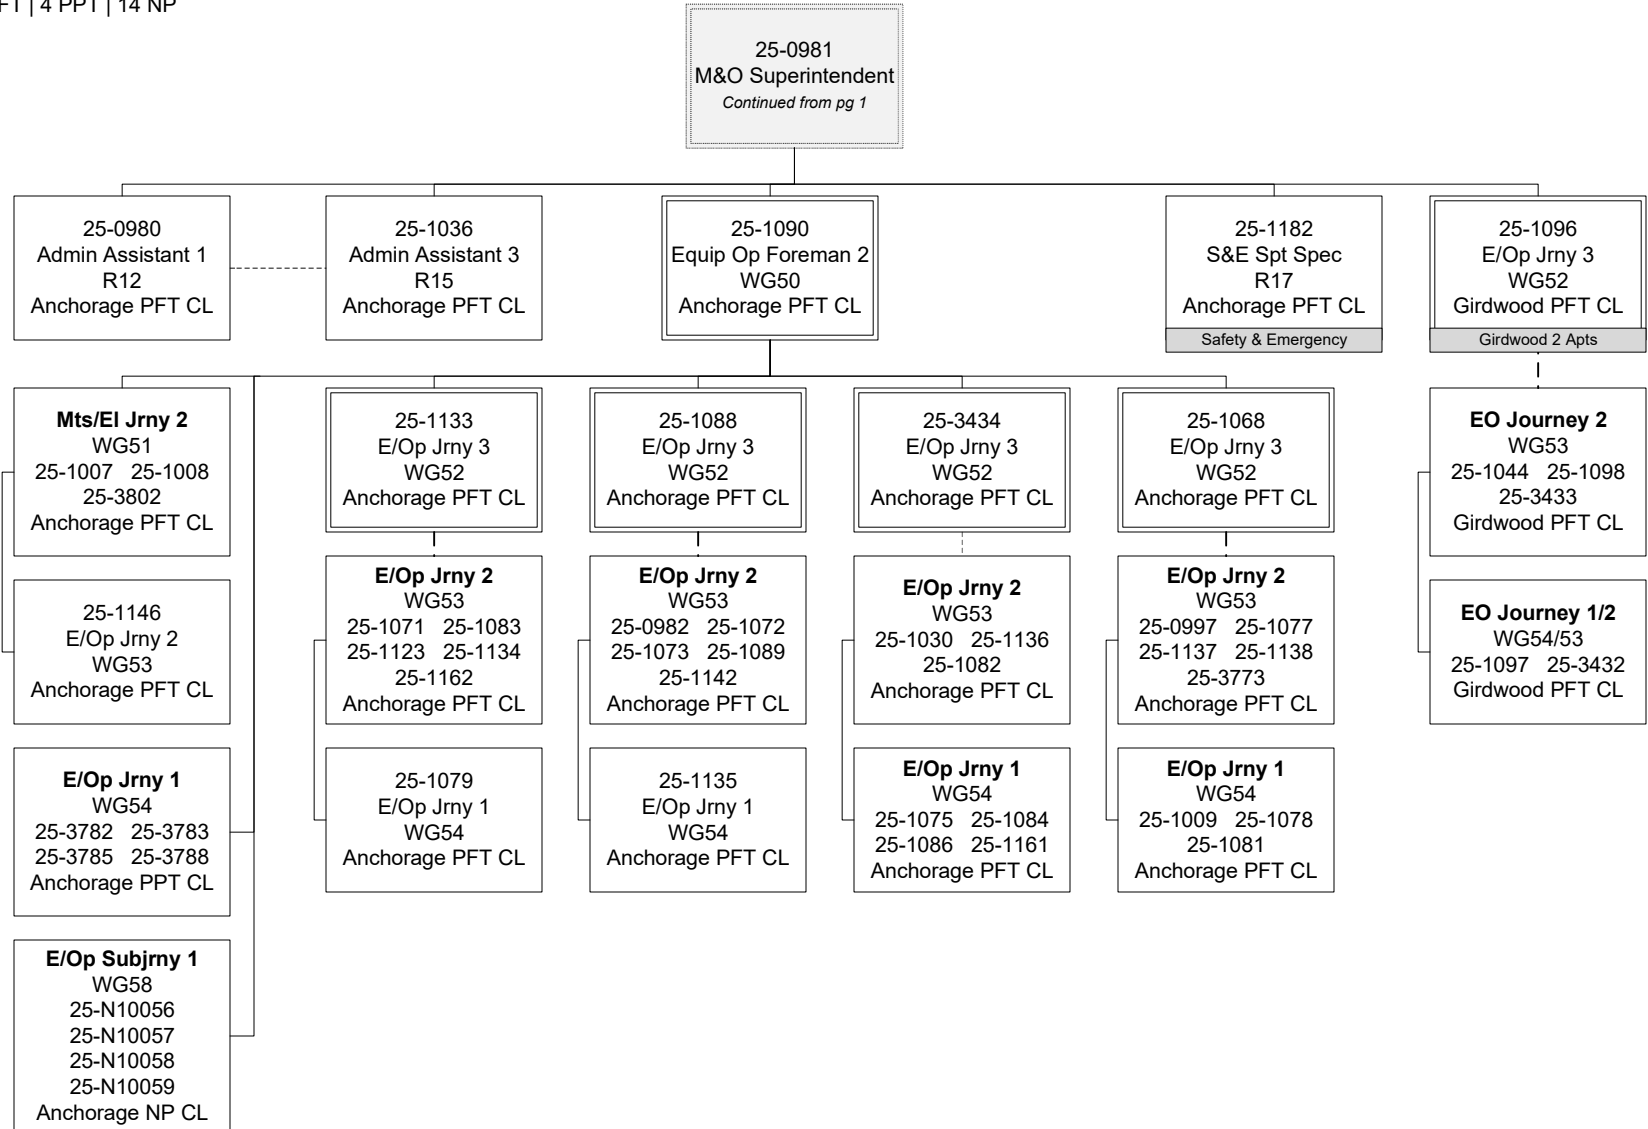 | 4 PPT | 14 NP
25-0981
M&O Superintendent
Continued from pg 1
25-0980
Admin Assistant 1
R12
Anchorage PFT CL
25-1036
Admin Assistant 3
R15
Anchorage PFT CL
25-1090
Equip Op Foreman 2
WG50
Anchorage PFT CL
25-1182
S&E Spt Spec
R17
Anchorage PFT CL
Safety & Emergency
25-1096
E/Op Jrny 3
WG52
Girdwood PFT CL
Girdwood 2 Apts
Mts/El Jrny 2
WG51
25-1007 25-1008
25-3802
Anchorage PFT CL
25-1133
E/Op Jrny 3
WG52
Anchorage PFT CL
25-1088
E/Op Jrny 3
WG52
Anchorage PFT CL
25-3434
E/Op Jrny 3
WG52
Anchorage PFT CL
25-1068
E/Op Jrny 3
WG52
Anchorage PFT CL
EO Journey 2
WG53
25-1044 25-1098
25-3433
Girdwood PFT CL
25-1146
E/Op Jrny 2
WG53
Anchorage PFT CL
E/Op Jrny 2
WG53
25-1071 25-1083
25-1123 25-1134
25-1162
Anchorage PFT CL
E/Op Jrny 2
WG53
25-0982 25-1072
25-1073 25-1089
25-1142
Anchorage PFT CL
E/Op Jrny 2
WG53
25-1030 25-1136
25-1082
Anchorage PFT CL
E/Op Jrny 2
WG53
25-0997 25-1077
25-1137 25-1138
25-3773
Anchorage PFT CL
EO Journey 1/2
WG54/53
25-1097 25-3432
Girdwood PFT CL
E/Op Jrny 1
WG54
25-3782 25-3783
25-3785 25-3788
Anchorage PPT CL
25-1079
E/Op Jrny 1
WG54
Anchorage PFT CL
25-1135
E/Op Jrny 1
WG54
Anchorage PFT CL
E/Op Jrny 1
WG54
25-1075 25-1084
25-1086 25-1161
Anchorage PFT CL
E/Op Jrny 1
WG54
25-1009 25-1078
25-1081
Anchorage PFT CL
E/Op Subjrny 1
WG58
25-N10056
25-N10057
25-N10058
25-N10059
Anchorage NP CL